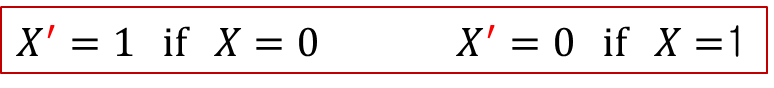 X′ = 1 if X = 0 X′ = 0 if X =1